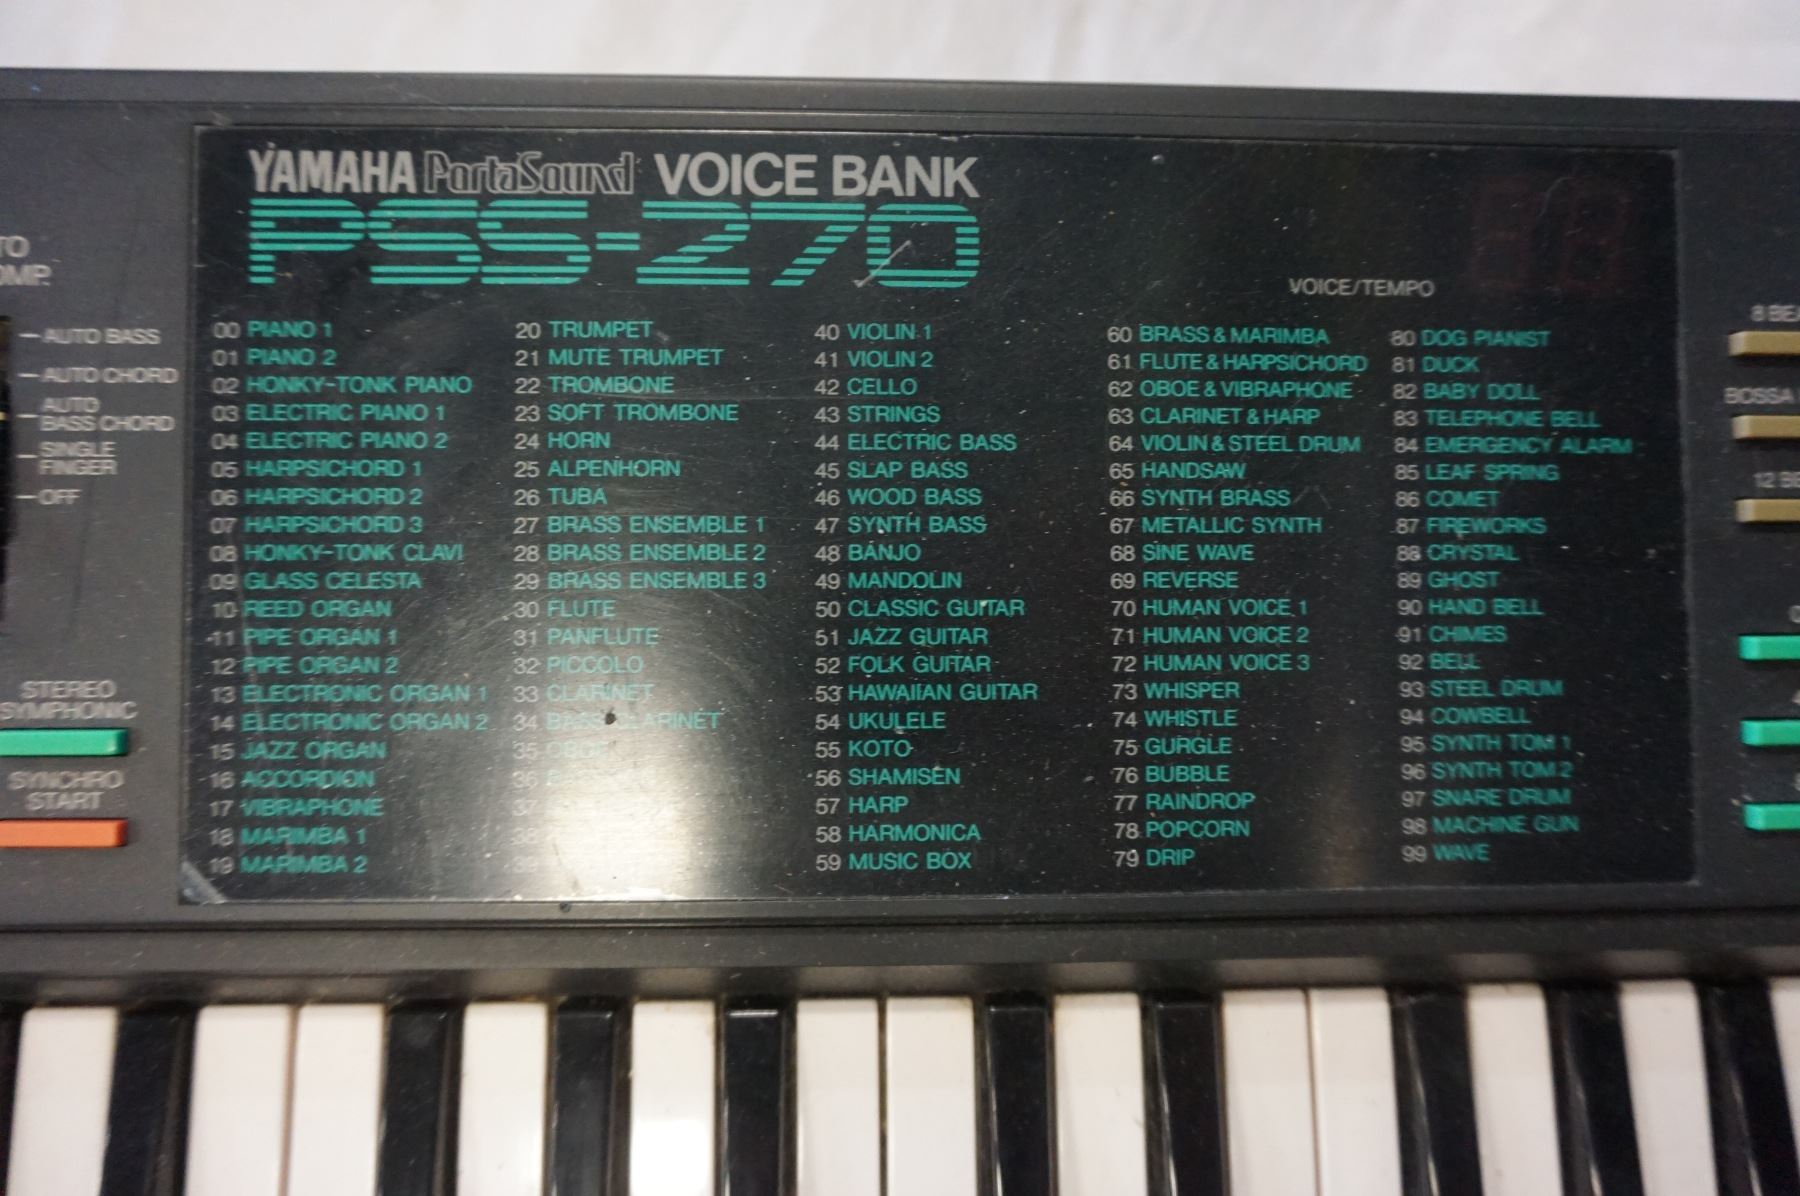 YAMAHA PortaSound VOICE BANK
PSS-270
VOICE/TEMPO
AUTO BASS
AUTO CHORD
AUTO
BASS CHORD
SINGLE
FINGER
OFF
STEREO
SYMPHONIC
SYNCHRO
START
00 PIANO 1
01 PIANO 2
02 HONKY-TONK PIANO
03 ELECTRIC PIANO 1
04 ELECTRIC PIANO 2
05 HARPSICHORD 1
06 HARPSICHORD 2
07 HARPSICHORD 3
08 HONKY-TONK CLAVI
09 GLASS CELESTA
10 REED ORGAN
11 PIPE ORGAN 1
12 PIPE ORGAN 2
13 ELECTRONIC ORGAN 1
14 ELECTRONIC ORGAN 2
15 JAZZ ORGAN
16 ACCORDION
17 VIBRAPHONE
18 MARIMBA 1
19 MARIMBA 2
20 TRUMPET
21 MUTE TRUMPET
22 TROMBONE
23 SOFT TROMBONE
24 HORN
25 ALPENHORN
26 TUBA
27 BRASS ENSEMBLE 1
28 BRASS ENSEMBLE 2
29 BRASS ENSEMBLE 3
30 FLUTE
31 PANFLUTE
32 PICCOLO
33 CLARINET
34 BASS CLARINET
35 OBOE
36
37
40 VIOLIN 1
41 VIOLIN 2
42 CELLO
43 STRINGS
44 ELECTRIC BASS
45 SLAP BASS
46 WOOD BASS
47 SYNTH BASS
48 BANJO
49 MANDOLIN
50 CLASSIC GUITAR
51 JAZZ GUITAR
52 FOLK GUITAR
53 HAWAIIAN GUITAR
54 UKULELE
55 KOTO
56 SHAMISEN
57 HARP
58 HARMONICA
59 MUSIC BOX
60 BRASS & MARIMBA
61 FLUTE & HARPSICHORD
62 OBOE & VIBRAPHONE
63 CLARINET & HARP
64 VIOLIN & STEEL DRUM
65 HANDSAW
66 SYNTH BRASS
67 METALLIC SYNTH
68 SINE WAVE
69 REVERSE
70 HUMAN VOICE 1
71 HUMAN VOICE 2
72 HUMAN VOICE 3
73 WHISPER
74 WHISTLE
75 GURGLE
76 BUBBLE
77 RAINDROP
78 POPCORN
79 DRIP
80 DOG PIANIST
81 DUCK
82 BABY DOLL
83 TELEPHONE BELL
84 EMERGENCY ALARM
85 LEAF SPRING
86 COMET
87 FIREWORKS
88 CRYSTAL
89 GHOST
90 HAND BELL
91 CHIMES
92 BELL
93 STEEL DRUM
94 COWBELL
95 SYNTH TOM 1
96 SYNTH TOM 2
97 SNARE DRUM
98 MACHINE GUN
99 WAVE
BOSSA